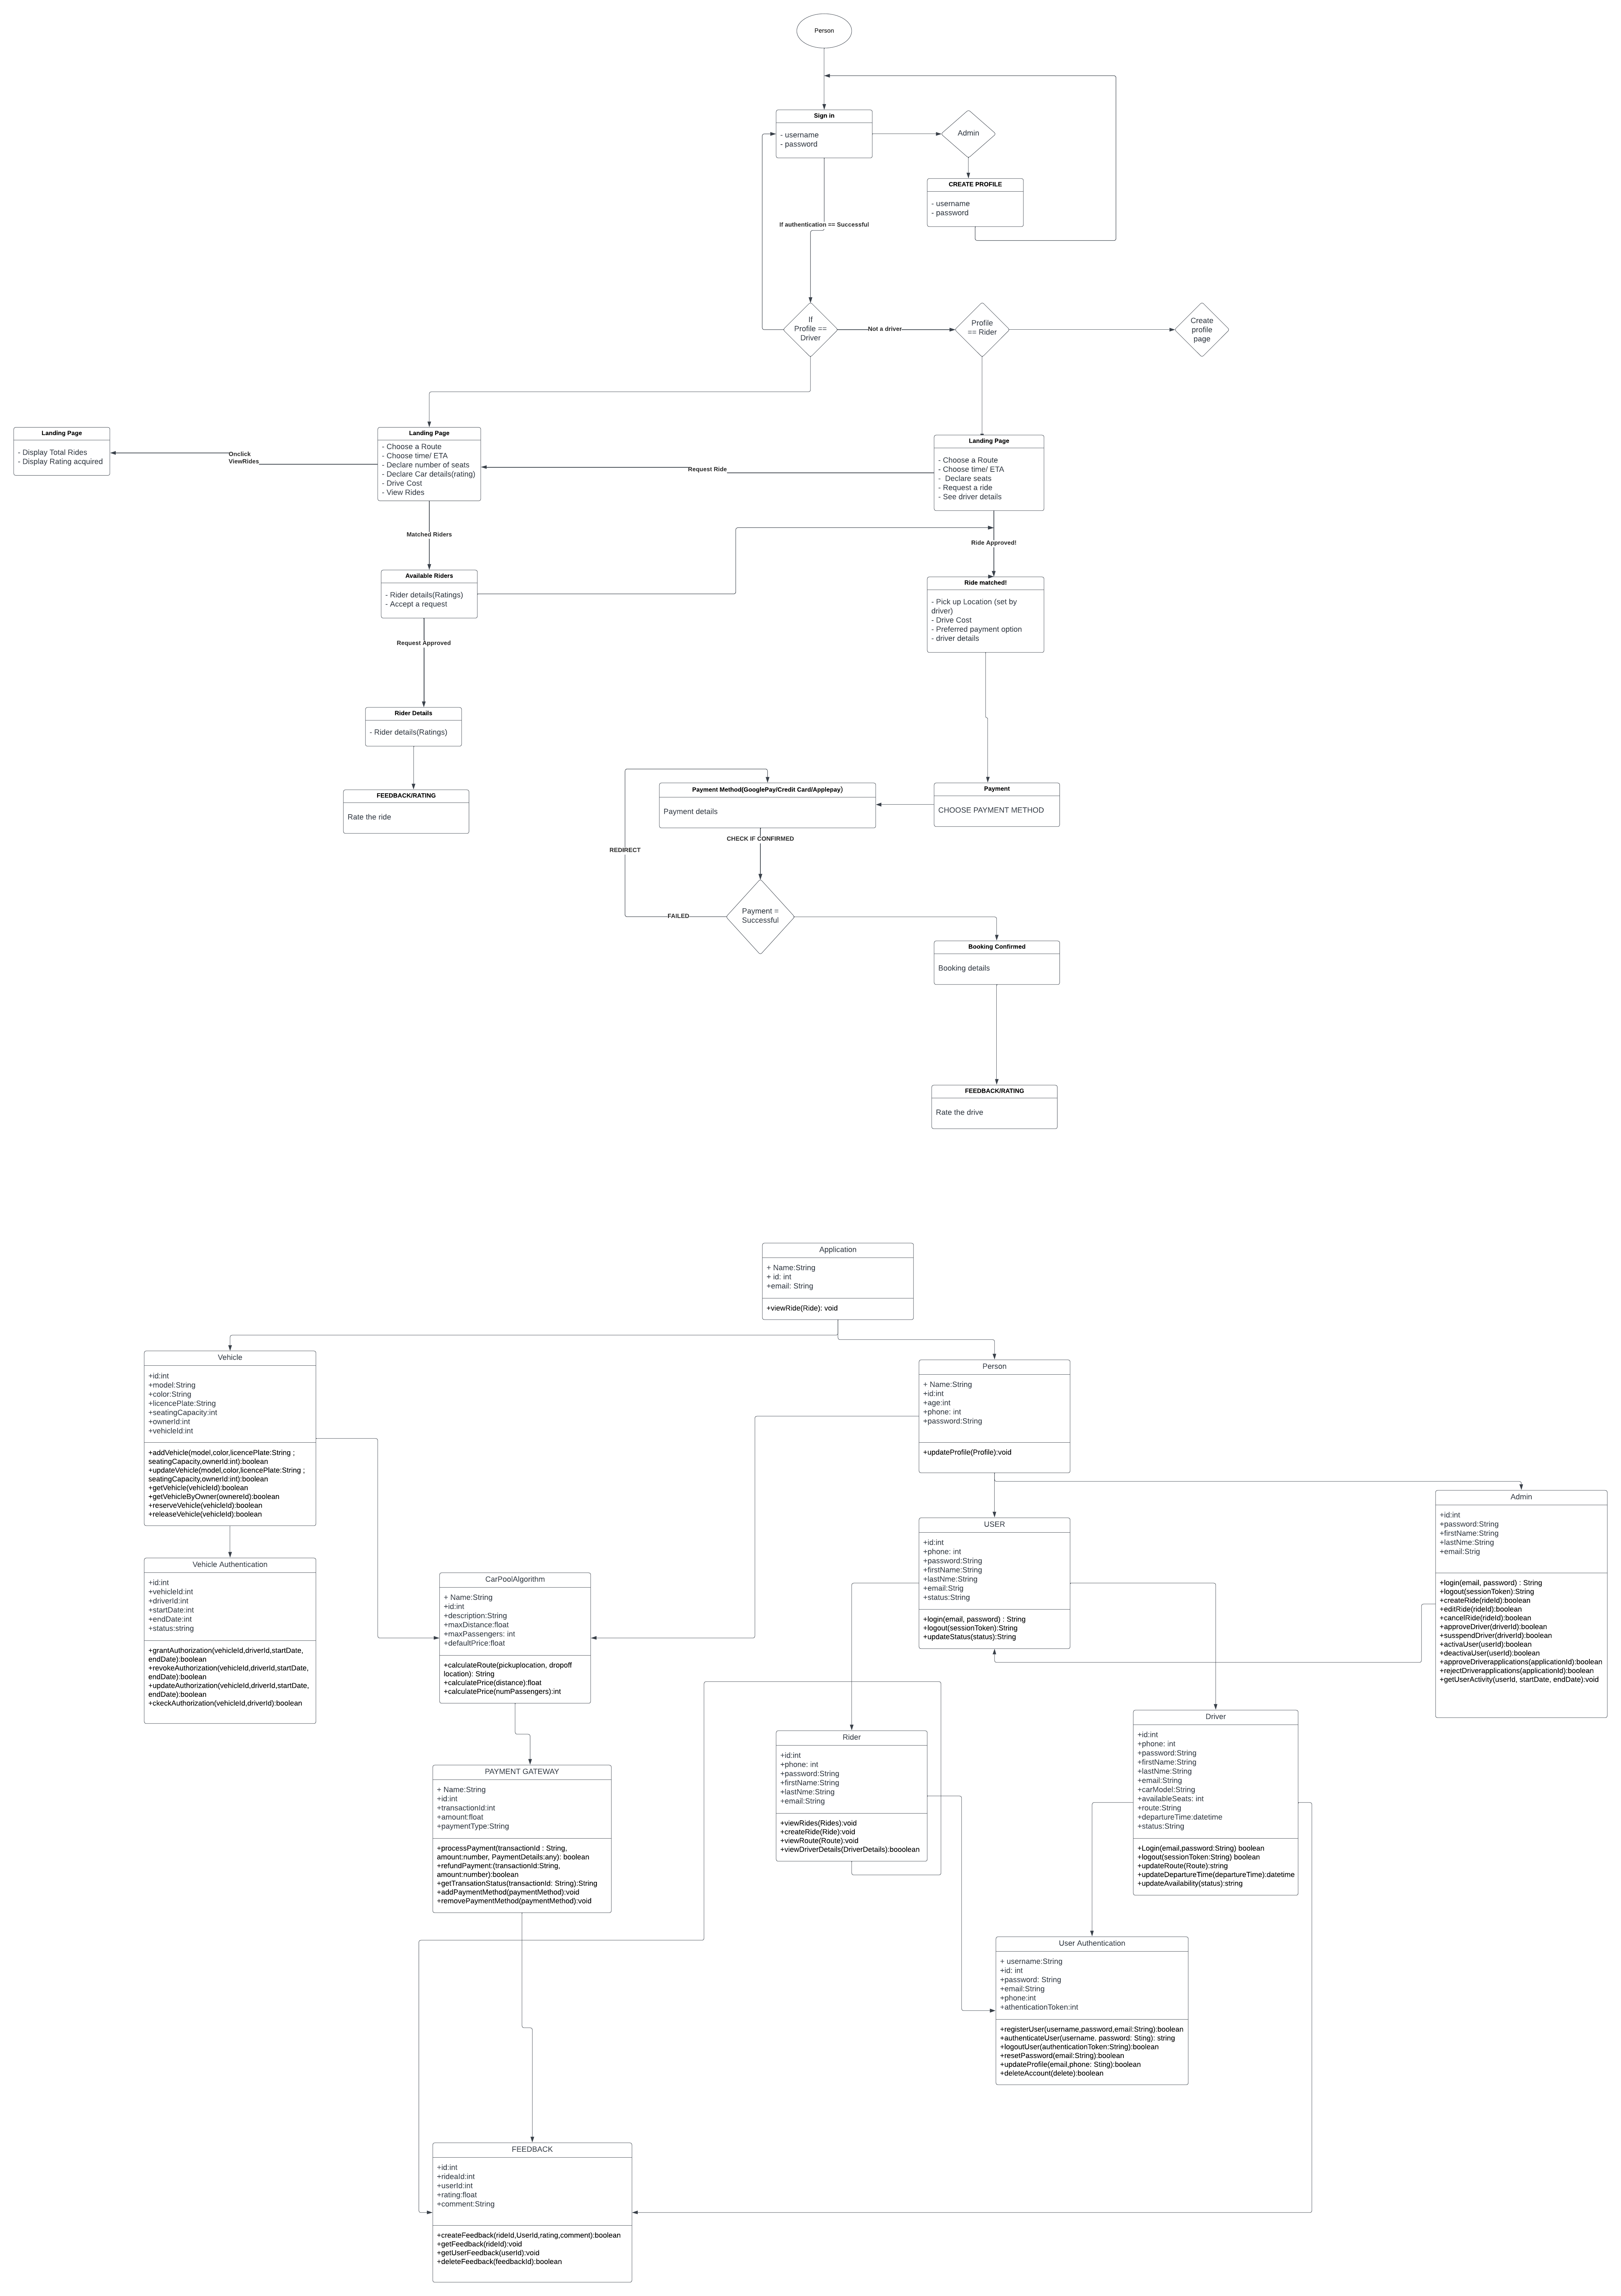 Person
Sign in
- username
- password
Admin
CREATE PROFILE
- username
- password
If authentication == Successful
If
Profile ==
Driver
Not a driver
Profile
== Rider
Create
profile
page
Landing Page
- Display Total Rides
- Display Rating acquired
Onclick
ViewRides
Landing Page
- Choose a Route
- Choose time/ ETA
- Declare number of seats
- Declare Car details(rating)
- Drive Cost
- View Rides
Request Ride
Landing Page
- Choose a Route
- Choose time/ ETA
- Declare seats
- Request a ride
- See driver details
Matched Riders
Ride Approved!
Available Riders
- Rider details(Ratings)
- Accept a request
Ride matched!
- Pick up Location (set by
driver)
- Drive Cost
- Preferred payment option
- driver details
Request Approved
Rider Details
- Rider details(Ratings)
FEEDBACK/RATING
Rate the ride
Payment Method(GooglePay/Credit Card/Applepay)
Payment details
Payment
CHOOSE PAYMENT METHOD
CHECK IF CONFIRMED
REDIRECT
FAILED
Payment =
Successful
Booking Confirmed
Booking details
FEEDBACK/RATING
Rate the drive
Application
+ Name:String
+ id: int
+email: String
+viewRide(Ride): void
Vehicle
+id:int
+model:String
+color:String
+licencePlate:String
+seatingCapacity:int
+ownerId:int
+vehicleId:int
+addVehicle(model,color,licencePlate:String ;
seatingCapacity,ownerId:int):boolean
+updateVehicle(model,color,licencePlate:String ;
seatingCapacity,ownerId:int):boolean
+getVehicle(vehicleId):boolean
+getVehicleByOwner(ownereId):boolean
+reserveVehicle(vehicleId):boolean
+releaseVehicle(vehicleId):boolean
Person
+ Name:String
+id:int
+age:int
+phone: int
+password:String
+updateProfile(Profile):void
Admin
+id:int
+password:String
+firstName:String
+lastNme:String
+email:Strig
+login(email, password) : String
+logout(sessionToken):String
+createRide(rideId):boolean
+editRide(rideId):boolean
+cancelRide(rideId):boolean
+approveDriver(driverId):boolean
+susspendDriver(driverId):boolean
+activaUser(userId):boolean
+deactivaUser(userId):boolean
+approveDriverapplications(applicationId):boolean
+rejectDriverapplications(applicationId):boolean
+getUserActivity(userId, startDate, endDate):void
USER
+id:int
+phone: int
+password:String
+firstName:String
+lastNme:String
+email:Strig
+status:String
+login(email, password) : String
+logout(sessionToken):String
+updateStatus(status):String
Vehicle Authentication
+id:int
+vehicleId:int
+driverId:int
+startDate:int
+endDate:int
+status:string
+grantAuthorization(vehicleId,driverId,startDate,
endDate):boolean
+revokeAuthorization(vehicleId,driverId,startDate,
endDate):boolean
+updateAuthorization(vehicleId,driverId,startDate,
endDate):boolean
+ckeckAuthorization(vehicleId,driverId):boolean
CarPoolAlgorithm
+ Name:String
+id:int
+description:String
+maxDistance:float
+maxPassengers: int
+defaultPrice:float
+calculateRoute(pickuplocation, dropoff
location): String
+calculatePrice(distance):float
+calculatePrice(numPassengers):int
Driver
+id:int
+phone: int
+password:String
+firstName:String
+lastNme:String
+email:String
+carModel:String
+availableSeats: int
+route:String
+departureTime:datetime
+status:String
+Login(email,password:String) boolean
+logout(sessionToken:String) boolean
+updateRoute(Route):string
+updateDepartureTime(departureTime):datetime
+updateAvailability(status):string
Rider
+id:int
+phone: int
+password:String
+firstName:String
+lastNme:String
+email:String
+viewRides(Rides):void
+createRide(Ride):void
+viewRoute(Route):void
+viewDriverDetails(DriverDetails):booolean
PAYMENT GATEWAY
+ Name:String
+id:int
+transactionId:int
+amount:float
+paymentType:String
+processPayment(transactionId : String,
amount:number, PaymentDetails:any): boolean
+refundPayment:(transactionId:String,
amount:number):boolean
+getTransationStatus(transactionId: String):String
+addPaymentMethod(paymentMethod):void
+removePaymentMethod(paymentMethod):void
User Authentication
+ username:String
+id: int
+password: String
+email:String
+phone:int
+athenticationToken:int
+registerUser(username,password,email:String):boolean
+authenticateUser(username. password: Sting): string
+logoutUser(authenticationToken:String):boolean
+resetPassword(email:String):boolean
+updateProfile(email,phone: Sting):boolean
+deleteAccount(delete):boolean
FEEDBACK
+id:int
+rideaId:int
+userId:int
+rating:float
+comment:String
+createFeedback(rideId,UserId,rating,comment):boolean
+getFeedback(rideId):void
+getUserFeedback(userId):void
+deleteFeedback(feedbackId):boolean